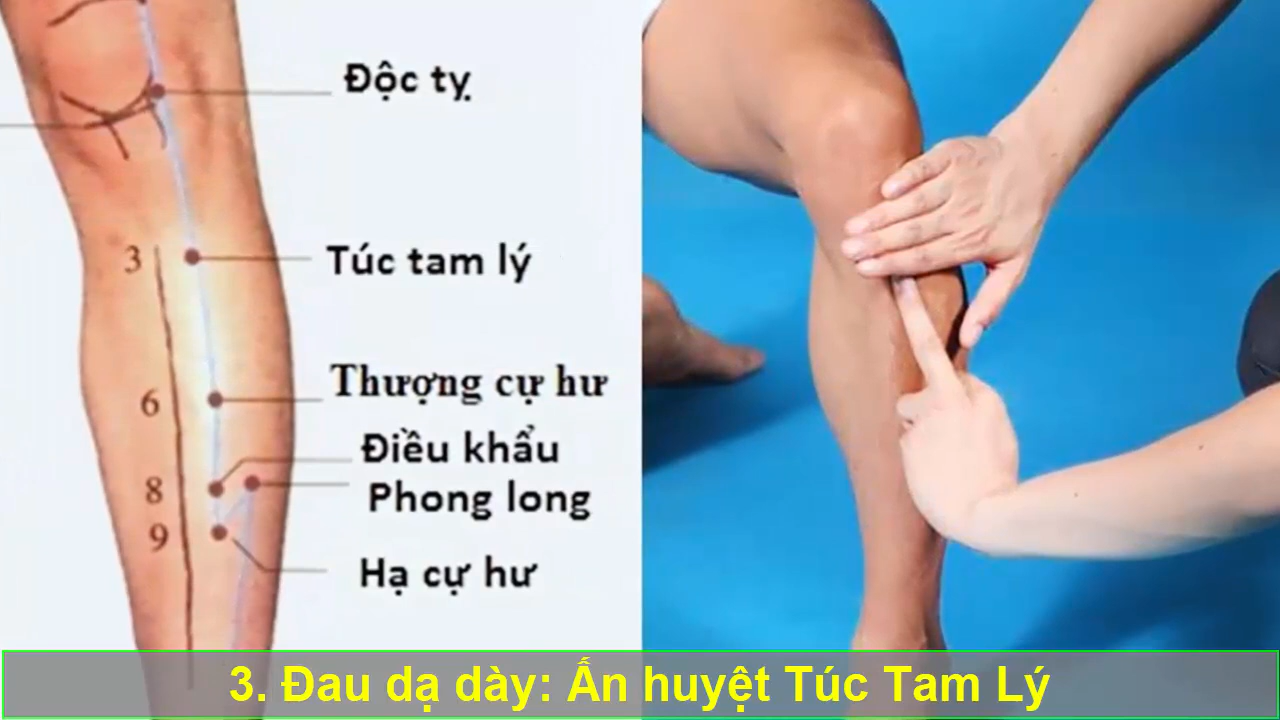 Độc tỵ
3
Túc tam lý
6
Thượng cự hư
Điều khẩu
8
Phong long
9
Hạ cự hư
3. Đau dạ dày: Ấn huyệt Túc Tam Lý